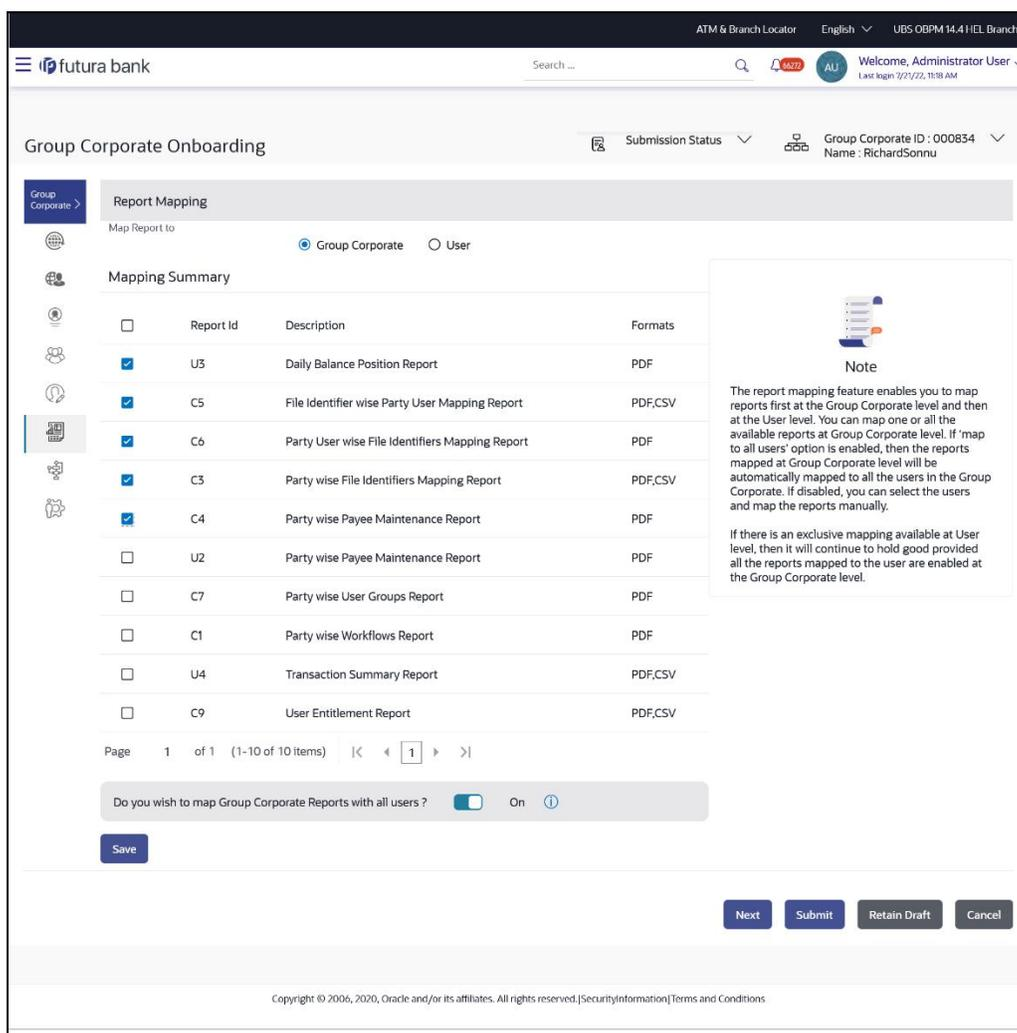 ATM & Branch Locator English UBS OBPM 14.4 HEL Branch
futura bank Search ... 66272 AU Welcome, Administrator User
Last login 7/21/22, 11:18 AM
Group Corporate Onboarding Submission Status Group Corporate ID : 000834
Name : RichardSonnu
Group
Corporate >
Report Mapping
Map Report to
Group Corporate User
Mapping Summary
Report Id Description Formats
U3 Daily Balance Position Report PDF
C5 File Identifier wise Party User Mapping Report PDF,CSV
C6 Party User wise File Identifiers Mapping Report PDF
C3 Party wise File Identifiers Mapping Report PDF,CSV
C4 Party wise Payee Maintenance Report PDF
U2 Party wise Payee Maintenance Report PDF
C7 Party wise User Groups Report PDF
C1 Party wise Workflows Report PDF
U4 Transaction Summary Report PDF,CSV
C9 User Entitlement Report PDF,CSV
Page 1 of 1 (1-10 of 10 items) 1
Do you wish to map Group Corporate Reports with all users ? On
Save
Note
The report mapping feature enables you to map
reports first at the Group Corporate level and then
at the User level. You can map one or all the
available reports at Group Corporate level. If 'map
to all users' option is enabled, then the reports
mapped at Group Corporate level will be
automatically mapped to all the users in the Group
Corporate. If disabled, you can select the users
and map the reports manually.
If there is an exclusive mapping available at User
level, then it will continue to hold good provided
all the reports mapped to the user are enabled at
the Group Corporate level.
Next Submit Retain Draft Cancel
Copyright © 2006, 2020, Oracle and/or its affiliates. All rights reserved.|SecurityInformation|Terms and Conditions